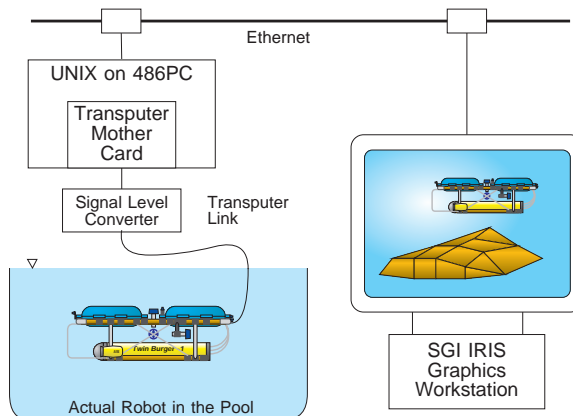 Ethernet
UNIX on 486PC
Transputer
Mother
Card
Signal Level
Converter
Transputer
Link
Twin Burger -1
Actual Robot in the Pool
SGI IRIS
Graphics
Workstation